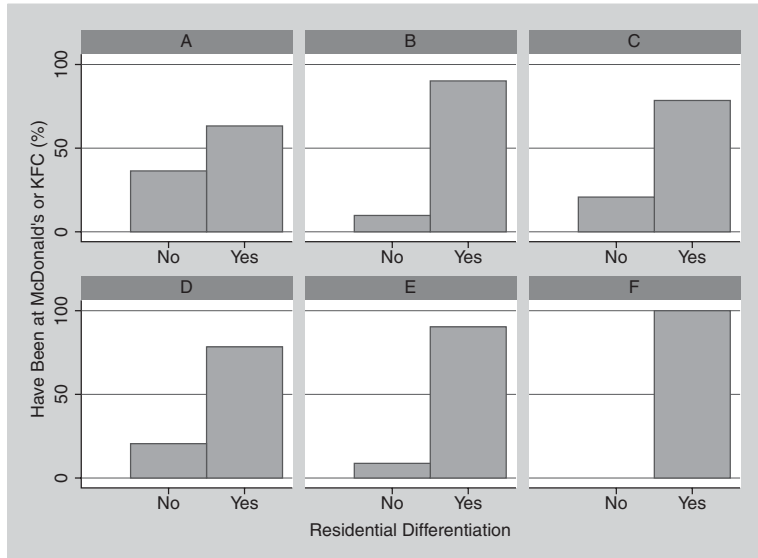 A B C
Have Been at McDonald's or KFC (%)
100
50
0
No Yes No Yes No Yes
D E F
100
50
0
No Yes No Yes No Yes
Residential Differentiation